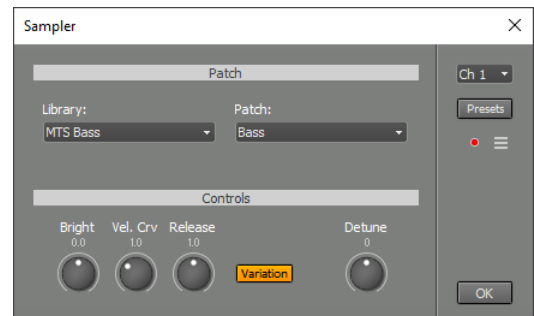 Sampler
Patch
Ch 1
Library: Patch:
Presets
MTS Bass Bass
Controls
Bright Vel. Crv Release Detune
0.0 1.0 1.0 0
Variation
OK